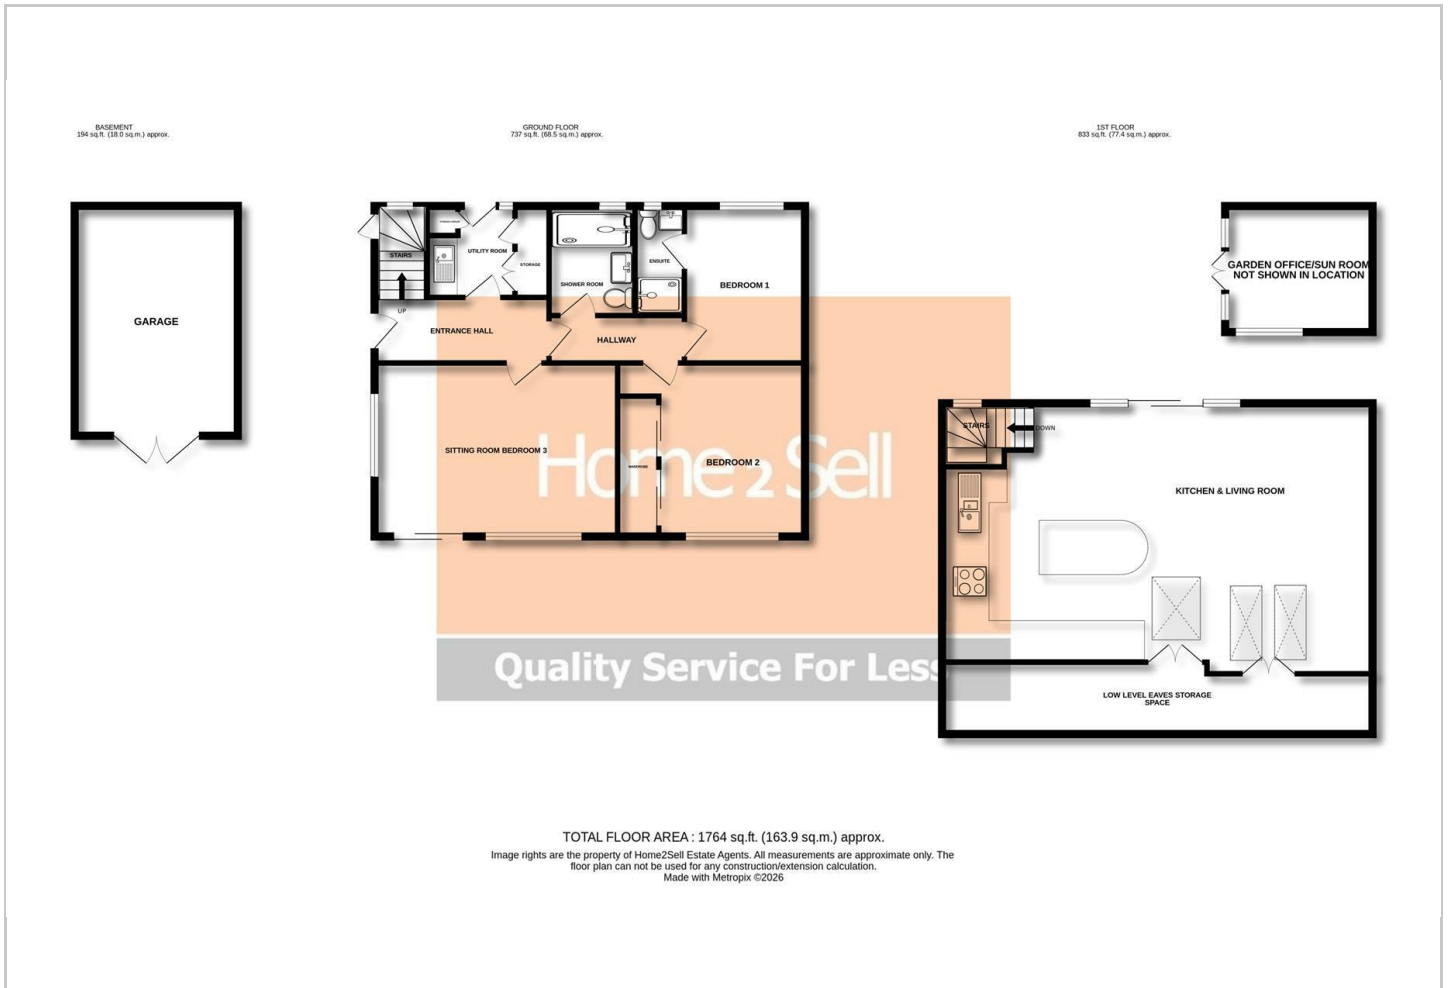 BASEMENT
194 sq.ft. (18.0 sq.m.) approx.
GROUND FLOOR
737 sq.ft. (68.5 sq.m.) approx.
1ST FLOOR
833 sq.ft. (77.4 sq.m.) approx.
GARAGE
STAIRS
UP
UTILITY ROOM
STORAGE
SHOWER ROOM
ENSUITE
BEDROOM 1
ENTRANCE HALL
HALLWAY
SITTING ROOM BEDROOM 3
WARDROBE
BEDROOM 2
Home2Sell
Quality Service For Less
GARDEN OFFICE/SUN ROOM
NOT SHOWN IN LOCATION
STAIRS
DOWN
KITCHEN & LIVING ROOM
LOW LEVEL EAVES STORAGE
SPACE
TOTAL FLOOR AREA : 1764 sq.ft. (163.9 sq.m.) approx.
Image rights are the property of Home2Sell Estate Agents. All measurements are approximate only. The
floor plan can not be used for any construction/extension calculation.
Made with Metropix ©2026